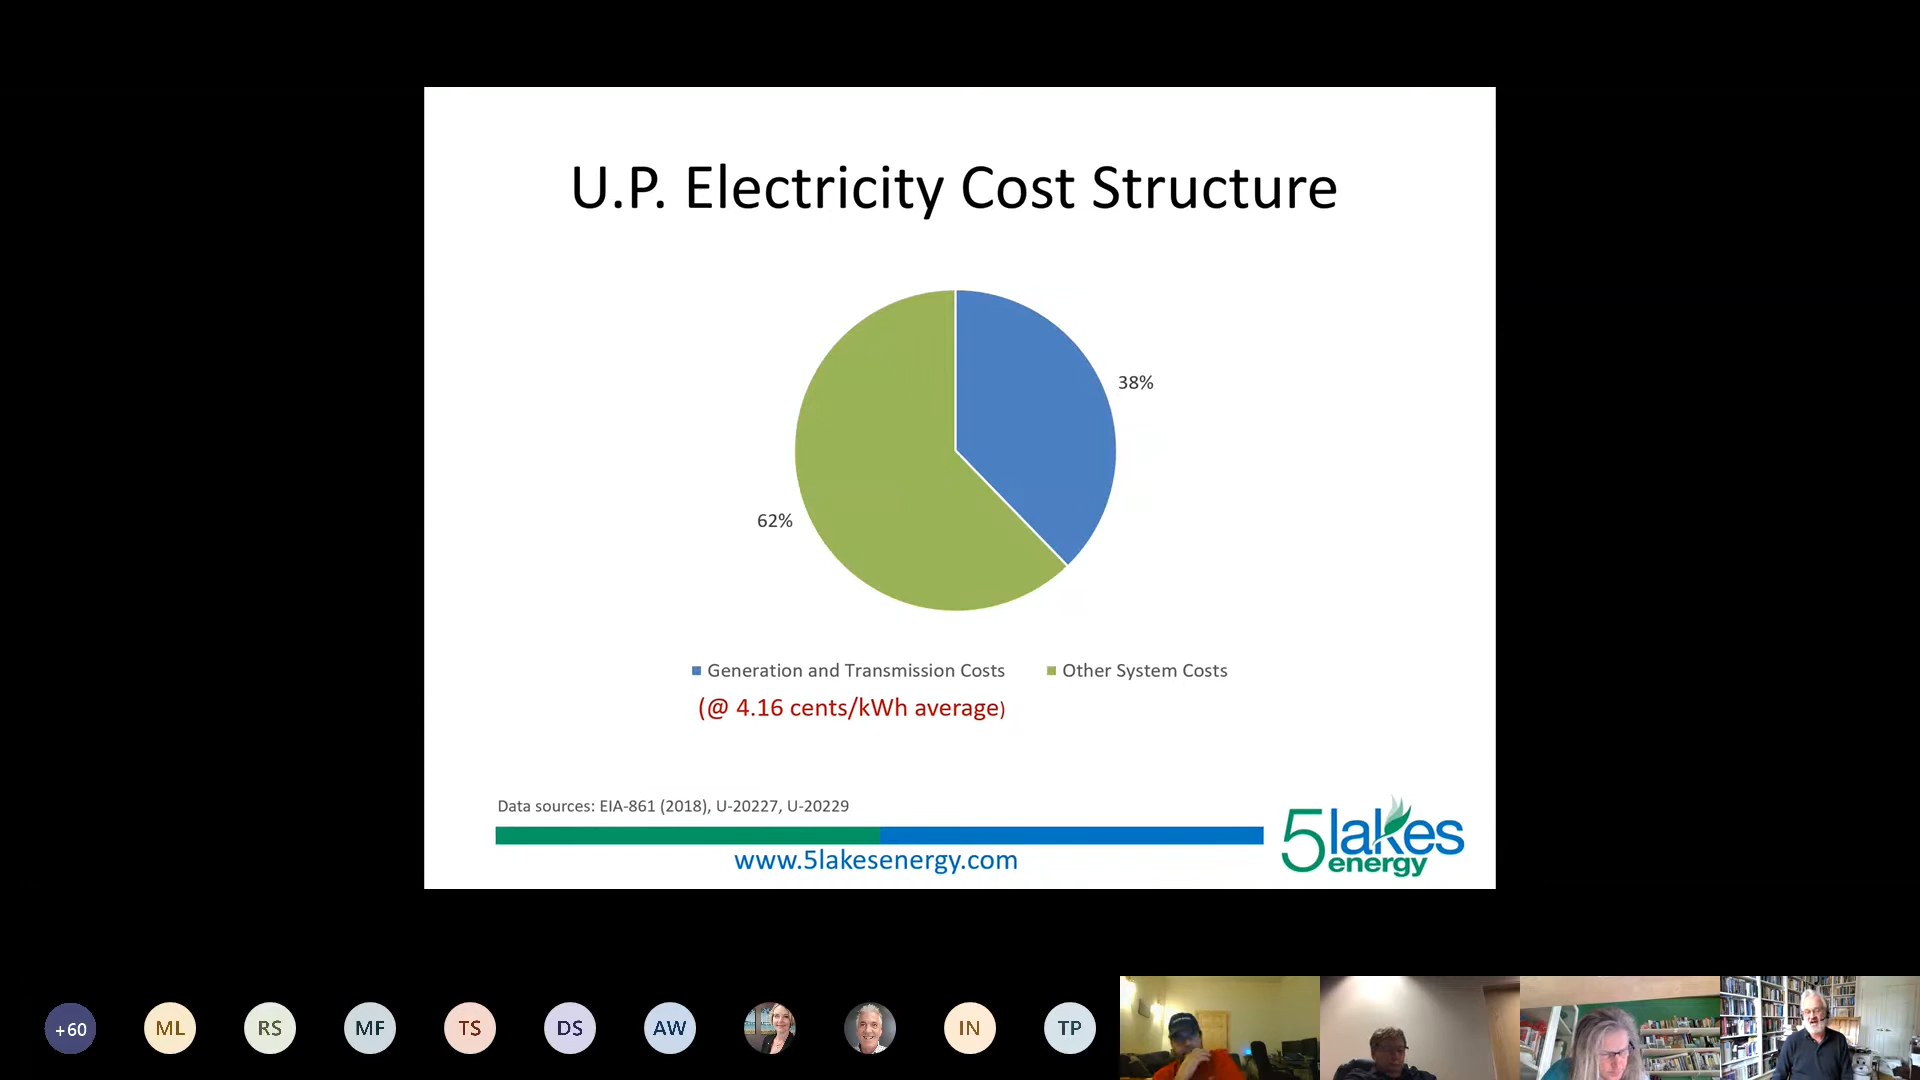 U.P. Electricity Cost Structure
38%
62%
Generation and Transmission Costs
Other System Costs
(@ 4.16 cents/kWh average)
Data sources: EIA-861 (2018), U-20227, U-20229
www.5lakesenergy.com
5lakes
energy
+60
ML
RS
MF
TS
DS
AW
IN
TP